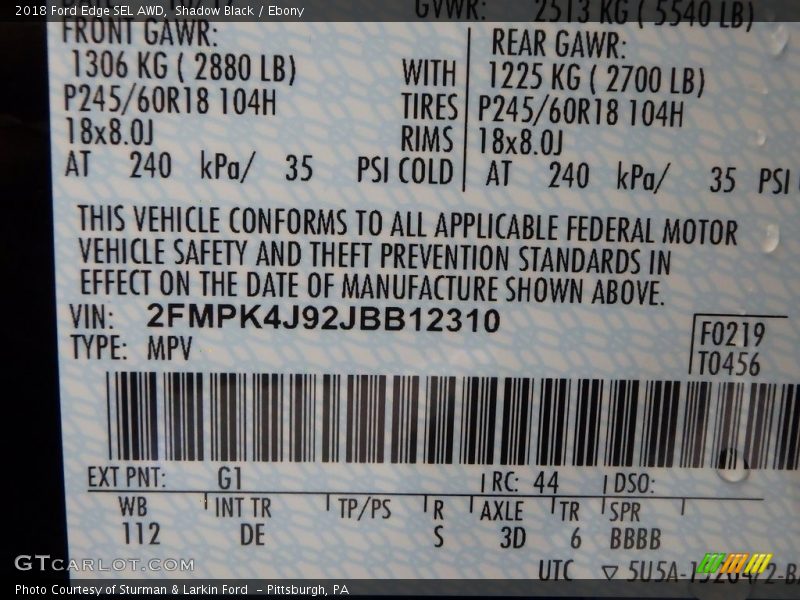 2018 Ford Edge SEL AWD, Shadow Black / Ebony
GVWR: 2513 KG ( 5540 LB)
FRONT GAWR:
1306 KG ( 2880 LB)
P245/60R18 104H
18x8.0J
AT 240 kPa/ 35 PSI COLD
WITH
TIRES
RIMS
REAR GAWR:
1225 KG ( 2700 LB)
P245/60R18 104H
18x8.0J
AT 240 kPa/ 35 PSI
THIS VEHICLE CONFORMS TO ALL APPLICABLE FEDERAL MOTOR
VEHICLE SAFETY AND THEFT PREVENTION STANDARDS IN
EFFECT ON THE DATE OF MANUFACTURE SHOWN ABOVE.
VIN: 2FMPK4J92JBB12310
TYPE: MPV
F0219
T0456
EXT PNT: G1 RC: 44 DSO:
WB INT TR TP/PS R AXLE TR SPR
112 DE S 3D 6 BBBB
UTC
GTCARLOT.COM
Photo Courtesy of Sturman & Larkin Ford - Pittsburgh, PA